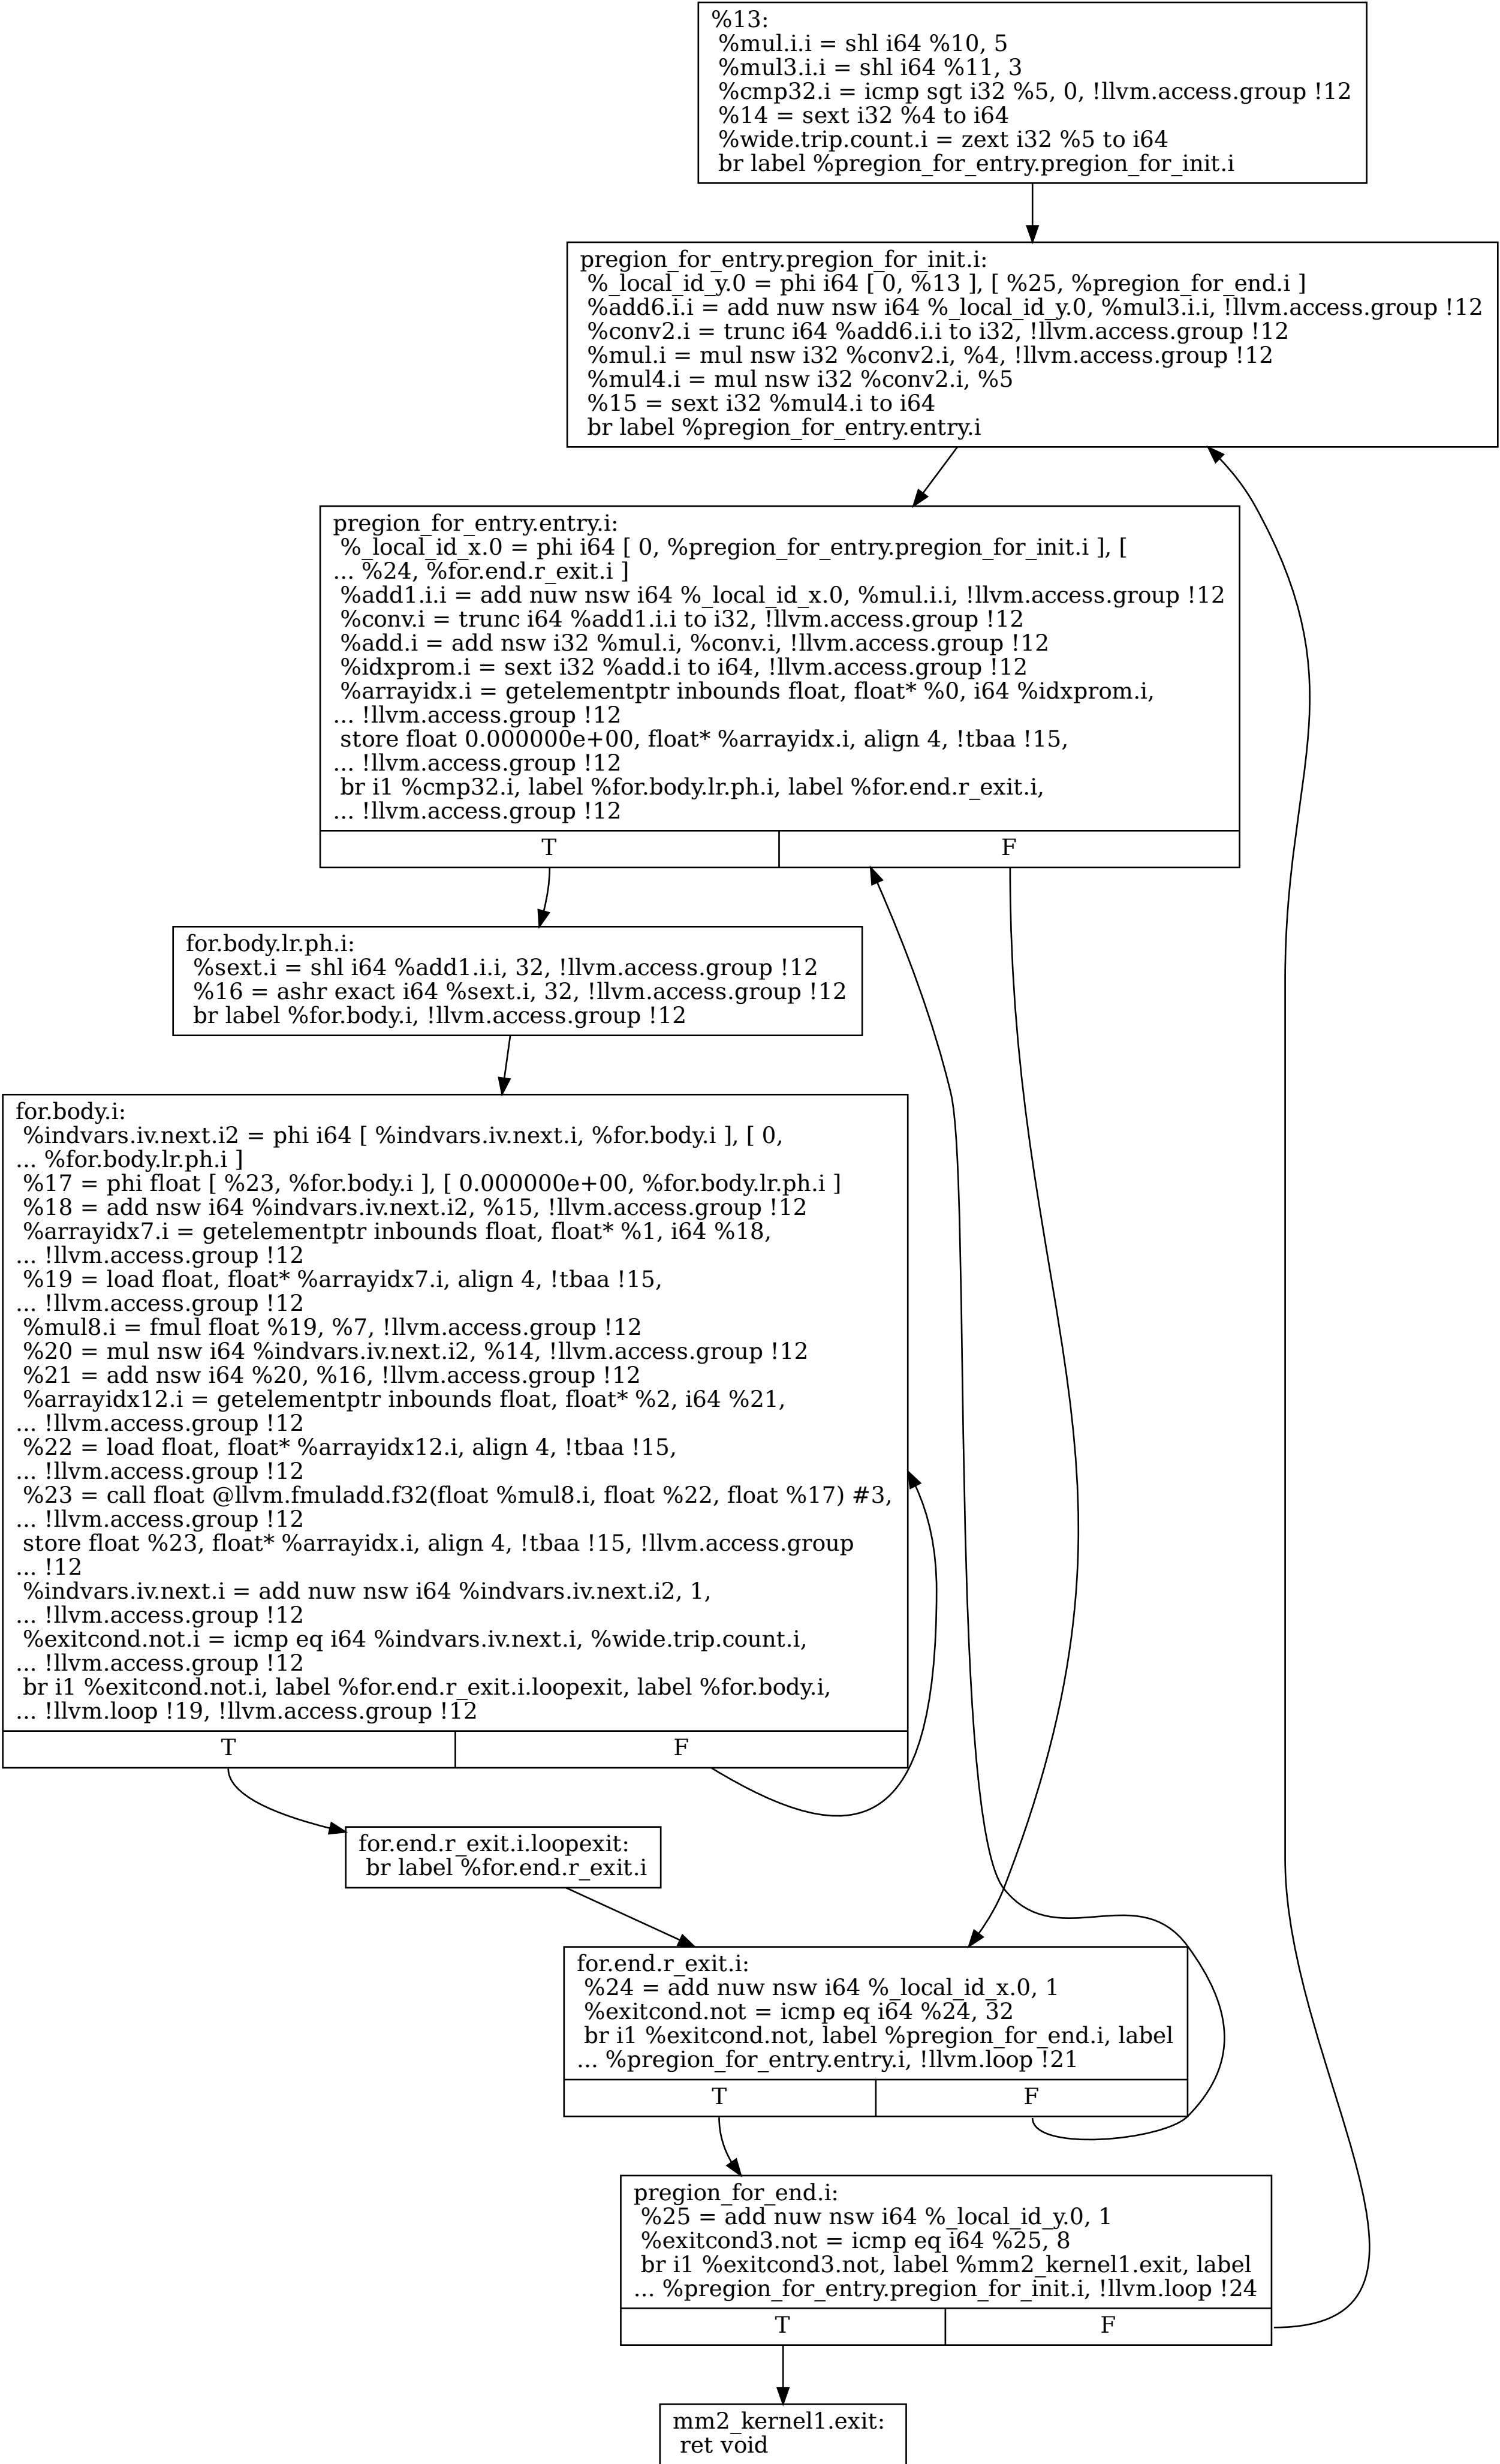 %13:
%mul.i.i = shl i64 %10, 5
%mul3.i.i = shl i64 %11, 3
%cmp32.i = icmp sgt i32 %5, 0, !llvm.access.group !12
%14 = sext i32 %4 to i64
%wide.trip.count.i = zext i32 %5 to i64
br label %pregion_for_entry.pregion_for_init.i
pregion_for_entry.pregion_for_init.i:
%_local_id_y.0 = phi i64 [ 0, %13 ], [ %25, %pregion_for_end.i ]
%add6.i.i = add nuw nsw i64 %_local_id_y.0, %mul3.i.i, !llvm.access.group !12
%conv2.i = trunc i64 %add6.i.i to i32, !llvm.access.group !12
%mul.i = mul nsw i32 %conv2.i, %4, !llvm.access.group !12
%mul4.i = mul nsw i32 %conv2.i, %5
%15 = sext i32 %mul4.i to i64
br label %pregion_for_entry.entry.i
pregion_for_entry.entry.i:
%_local_id_x.0 = phi i64 [ 0, %pregion_for_entry.pregion_for_init.i ], [
... %24, %for.end.r_exit.i ]
%add1.i.i = add nuw nsw i64 %_local_id_x.0, %mul.i.i, !llvm.access.group !12
%conv.i = trunc i64 %add1.i.i to i32, !llvm.access.group !12
%add.i = add nsw i32 %mul.i, %conv.i, !llvm.access.group !12
%idxprom.i = sext i32 %add.i to i64, !llvm.access.group !12
%arrayidx.i = getelementptr inbounds float, float* %0, i64 %idxprom.i,
... !llvm.access.group !12
store float 0.000000e+00, float* %arrayidx.i, align 4, !tbaa !15,
... !llvm.access.group !12
br i1 %cmp32.i, label %for.body.lr.ph.i, label %for.end.r_exit.i,
... !llvm.access.group !12
T F
for.body.lr.ph.i:
%sext.i = shl i64 %add1.i.i, 32, !llvm.access.group !12
%16 = ashr exact i64 %sext.i, 32, !llvm.access.group !12
br label %for.body.i, !llvm.access.group !12
for.body.i:
%indvars.iv.next.i2 = phi i64 [ %indvars.iv.next.i, %for.body.i ], [ 0,
... %for.body.lr.ph.i ]
%17 = phi float [ %23, %for.body.i ], [ 0.000000e+00, %for.body.lr.ph.i ]
%18 = add nsw i64 %indvars.iv.next.i2, %15, !llvm.access.group !12
%arrayidx7.i = getelementptr inbounds float, float* %1, i64 %18,
... !llvm.access.group !12
%19 = load float, float* %arrayidx7.i, align 4, !tbaa !15,
... !llvm.access.group !12
%mul8.i = fmul float %19, %7, !llvm.access.group !12
%20 = mul nsw i64 %indvars.iv.next.i2, %14, !llvm.access.group !12
%21 = add nsw i64 %20, %16, !llvm.access.group !12
%arrayidx12.i = getelementptr inbounds float, float* %2, i64 %21,
... !llvm.access.group !12
%22 = load float, float* %arrayidx12.i, align 4, !tbaa !15,
... !llvm.access.group !12
%23 = call float @llvm.fmuladd.f32(float %mul8.i, float %22, float %17) #3,
... !llvm.access.group !12
store float %23, float* %arrayidx.i, align 4, !tbaa !15, !llvm.access.group
... !12
%indvars.iv.next.i = add nuw nsw i64 %indvars.iv.next.i2, 1,
... !llvm.access.group !12
%exitcond.not.i = icmp eq i64 %indvars.iv.next.i, %wide.trip.count.i,
... !llvm.access.group !12
br i1 %exitcond.not.i, label %for.end.r_exit.i.loopexit, label %for.body.i,
... !llvm.loop !19, !llvm.access.group !12
T F
for.end.r_exit.i.loopexit:
br label %for.end.r_exit.i
for.end.r_exit.i:
%24 = add nuw nsw i64 %_local_id_x.0, 1
%exitcond.not = icmp eq i64 %24, 32
br i1 %exitcond.not, label %pregion_for_end.i, label
... %pregion_for_entry.entry.i, !llvm.loop !21
T F
pregion_for_end.i:
%25 = add nuw nsw i64 %_local_id_y.0, 1
%exitcond3.not = icmp eq i64 %25, 8
br i1 %exitcond3.not, label %mm2_kernel1.exit, label
... %pregion_for_entry.pregion_for_init.i, !llvm.loop !24
T F
mm2_kernel1.exit:
ret void